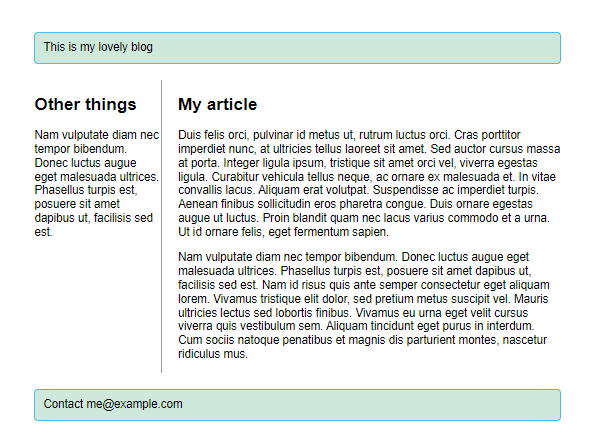 This is my lovely blog
Other things
Nam vulputate diam nec
tempor bibendum.
Donec luctus augue
eget malesuada ultrices.
Phasellus turpis est,
posuere sit amet
dapibus ut, facilisis sed
est.
My article
Duis felis orci, pulvinar id metus ut, rutrum luctus orci. Cras porttitor
imperdiet nunc, at ultricies tellus laoreet sit amet. Sed auctor cursus massa
at porta. Integer ligula ipsum, tristique sit amet orci vel, viverra egestas
ligula. Curabitur vehicula tellus neque, ac ornare ex malesuada et. In vitae
convallis lacus. Aliquam erat volutpat. Suspendisse ac imperdiet turpis.
Aenean finibus sollicitudin eros pharetra congue. Duis ornare egestas
augue ut luctus. Proin blandit quam nec lacus varius commodo et a urna.
Ut id ornare felis, eget fermentum sapien.
Nam vulputate diam nec tempor bibendum. Donec luctus augue eget
malesuada ultrices. Phasellus turpis est, posuere sit amet dapibus ut,
facilisis sed est. Nam id risus quis ante semper consectetur eget aliquam
lorem. Vivamus tristique elit dolor, sed pretium metus suscipit vel. Mauris
ultricies lectus sed lobortis finibus. Vivamus eu urna eget velit cursus
viverra quis vestibulum sem. Aliquam tincidunt eget purus in interdum.
Cum sociis natoque penatibus et magnis dis parturient montes, nascetur
ridiculus mus.
Contact me@example.com